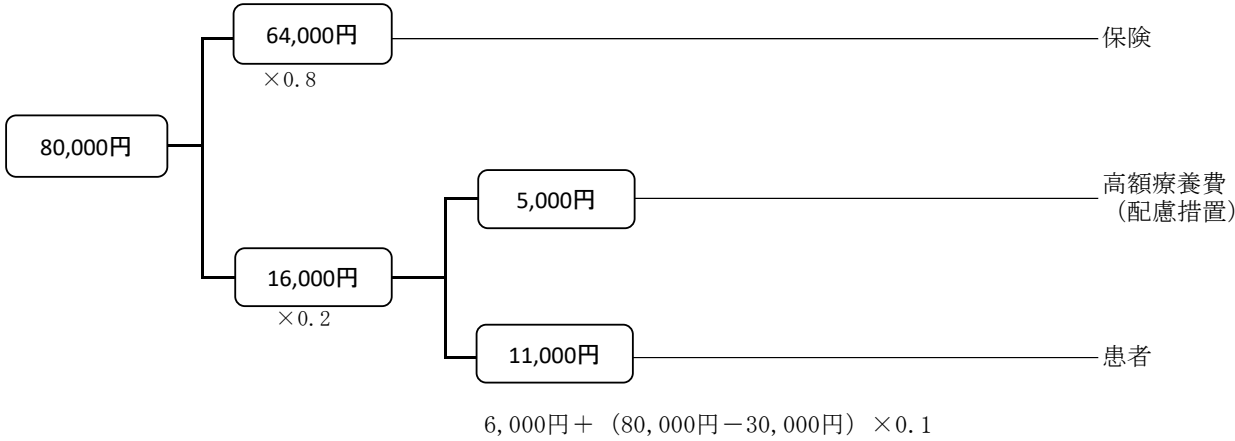 64,000円
保険
×0.8
80,000円
5,000円
高額療養費
（配慮措置）
16,000円
×0.2
11,000円
患者
6,000円＋（80,000円－30,000円）×0.1